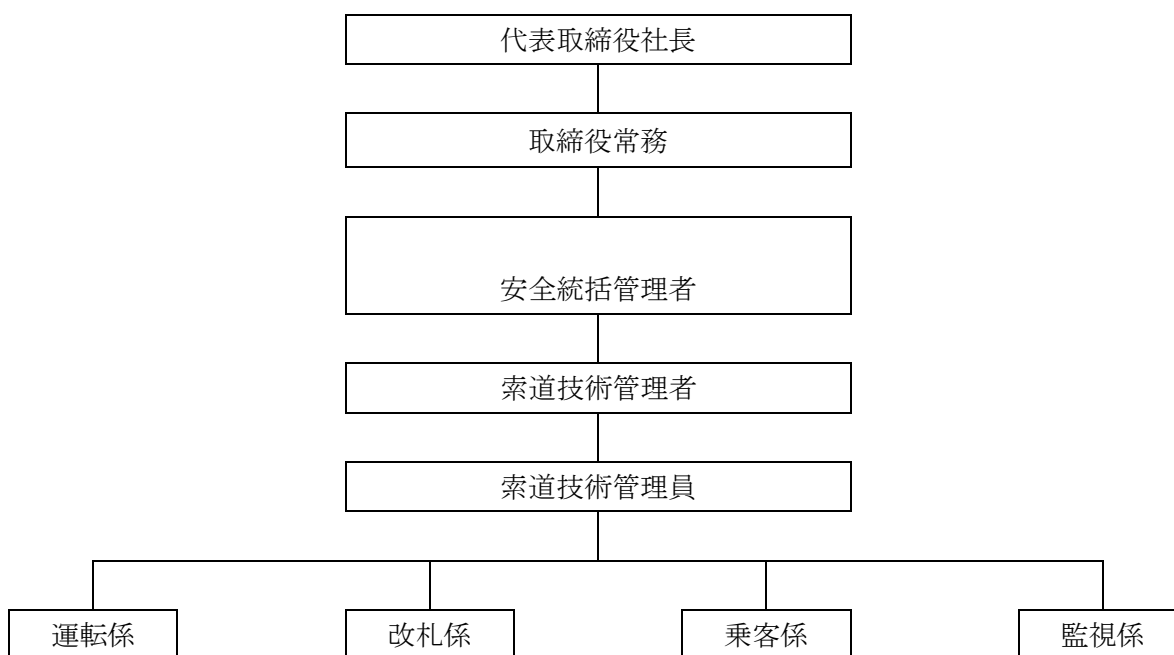 代表取締役社長
取締役常務
安全統括管理者
索道技術管理者
索道技術管理員
運転係
改札係
乗客係
監視係